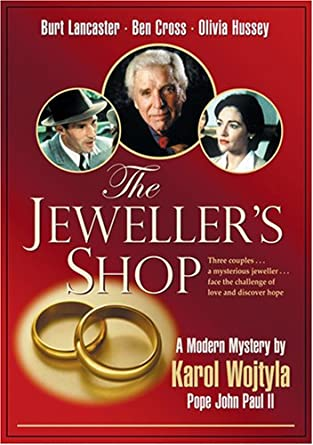 Burt Lancaster · Ben Cross · Olivia Hussey
The
JEWELLER'S
SHOP
Three couples . . .
a mysterious jeweller . . .
face the challenge of
love and discover hope
A Modern Mystery by
Karol Wojtyla
Pope John Paul II